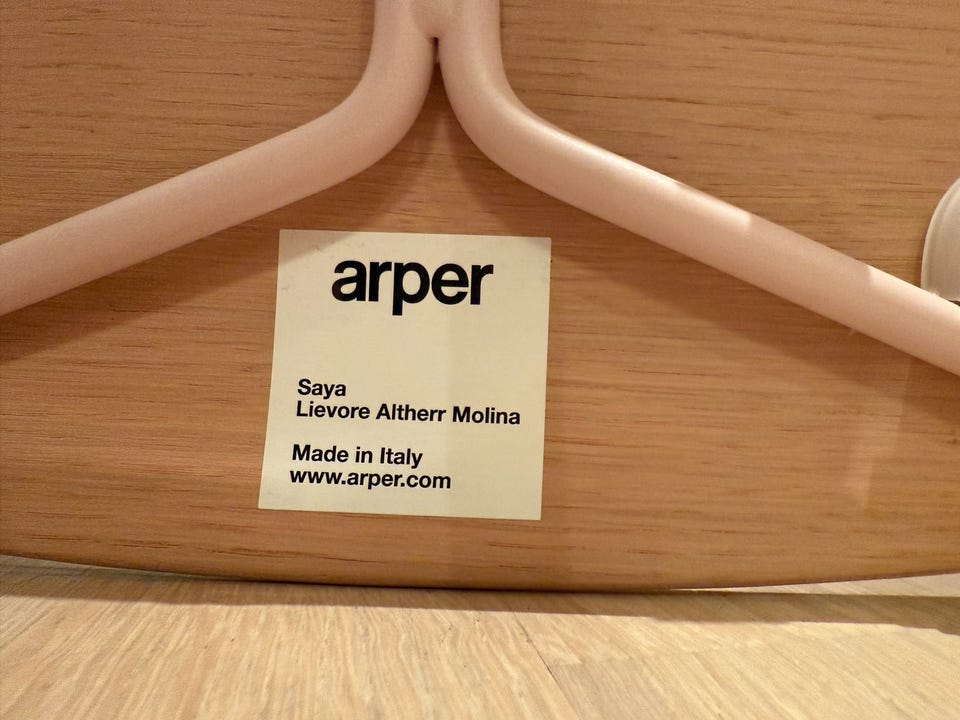 arper
Saya
Lievore Altherr Molina
Made in Italy
www.arper.com